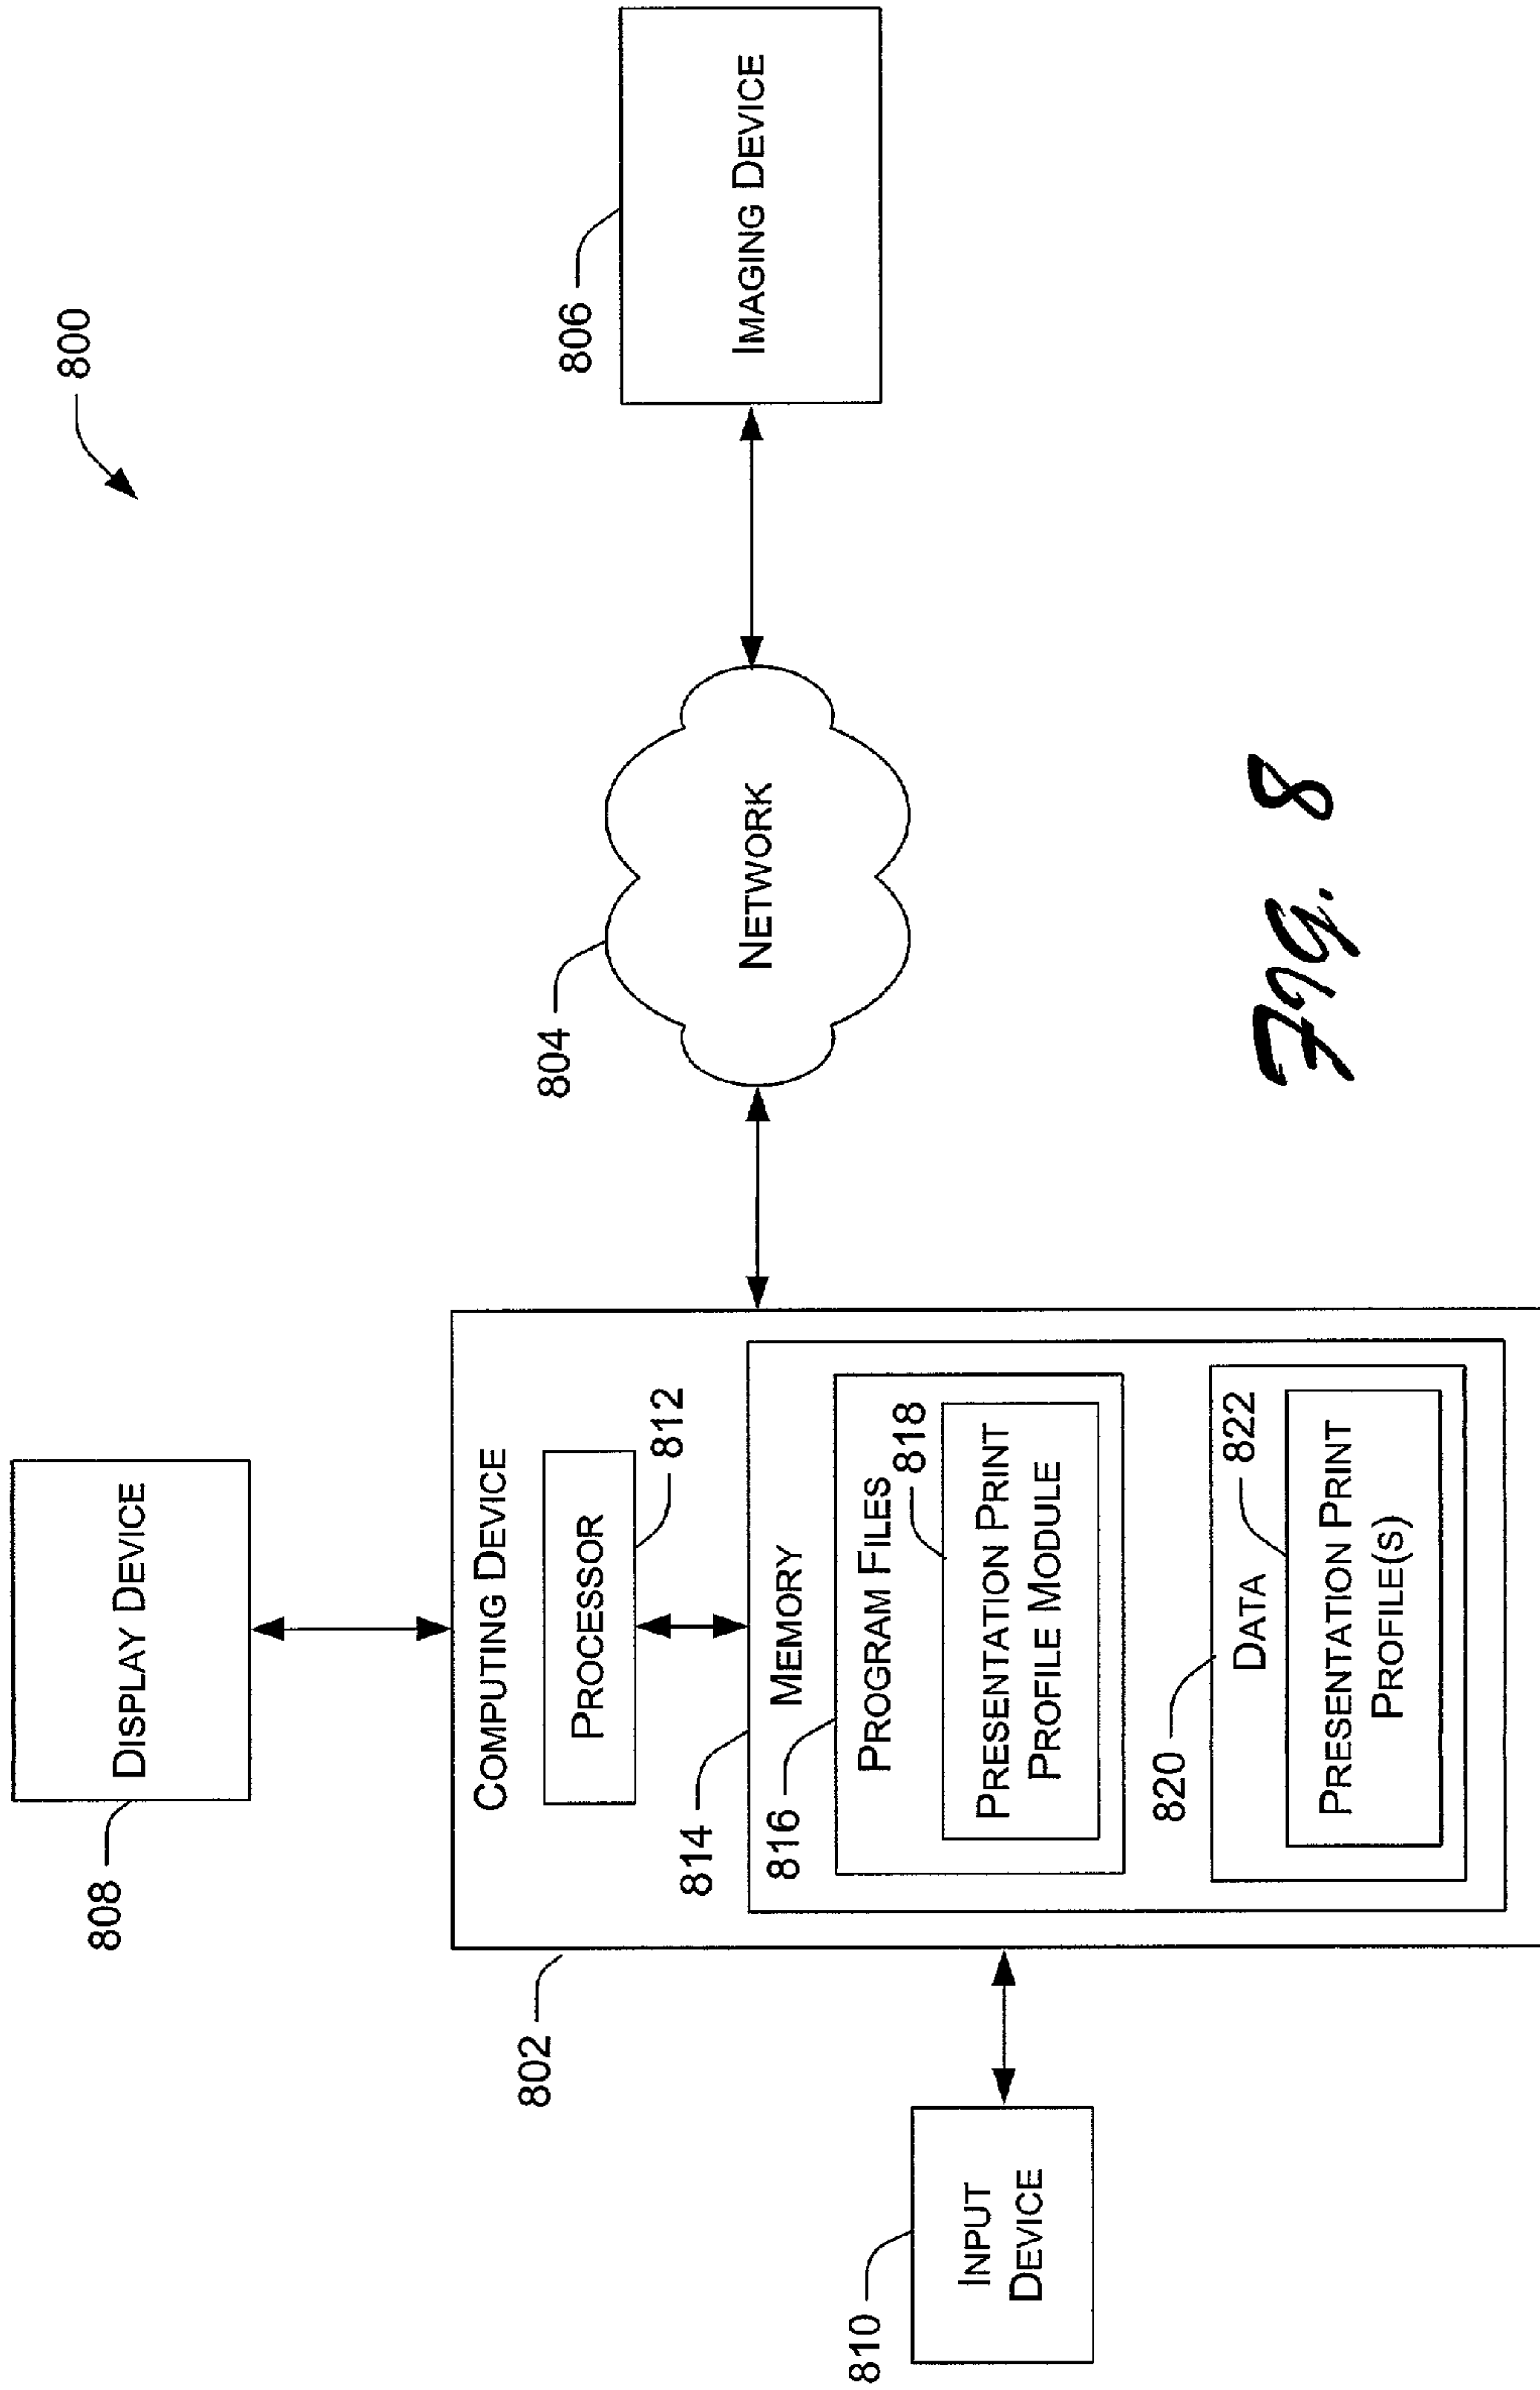 800
DISPLAY DEVICE
808
COMPUTING DEVICE
802
PROCESSOR
812
814
MEMORY
816
PROGRAM FILES
818
PRESENTATION PRINT
PROFILE MODULE
820
DATA
822
PRESENTATION PRINT
PROFILE(S)
810
INPUT
DEVICE
804
NETWORK
806
IMAGING DEVICE
FIG. 8